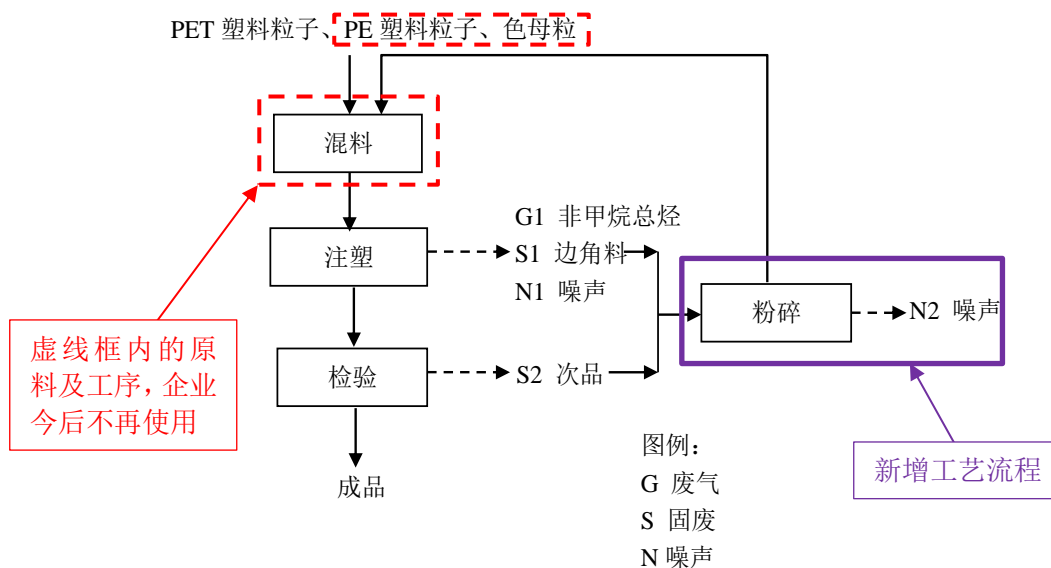 PET 塑料粒子、PE 塑料粒子、色母粒
混料
G1 非甲烷总烃
注塑
S1 边角料
N1 噪声
粉碎
N2 噪声
虚线框内的原
料及工序，企业
今后不再使用
检验
S2 次品
新增工艺流程
成品
图例：
G 废气
S 固废
N 噪声